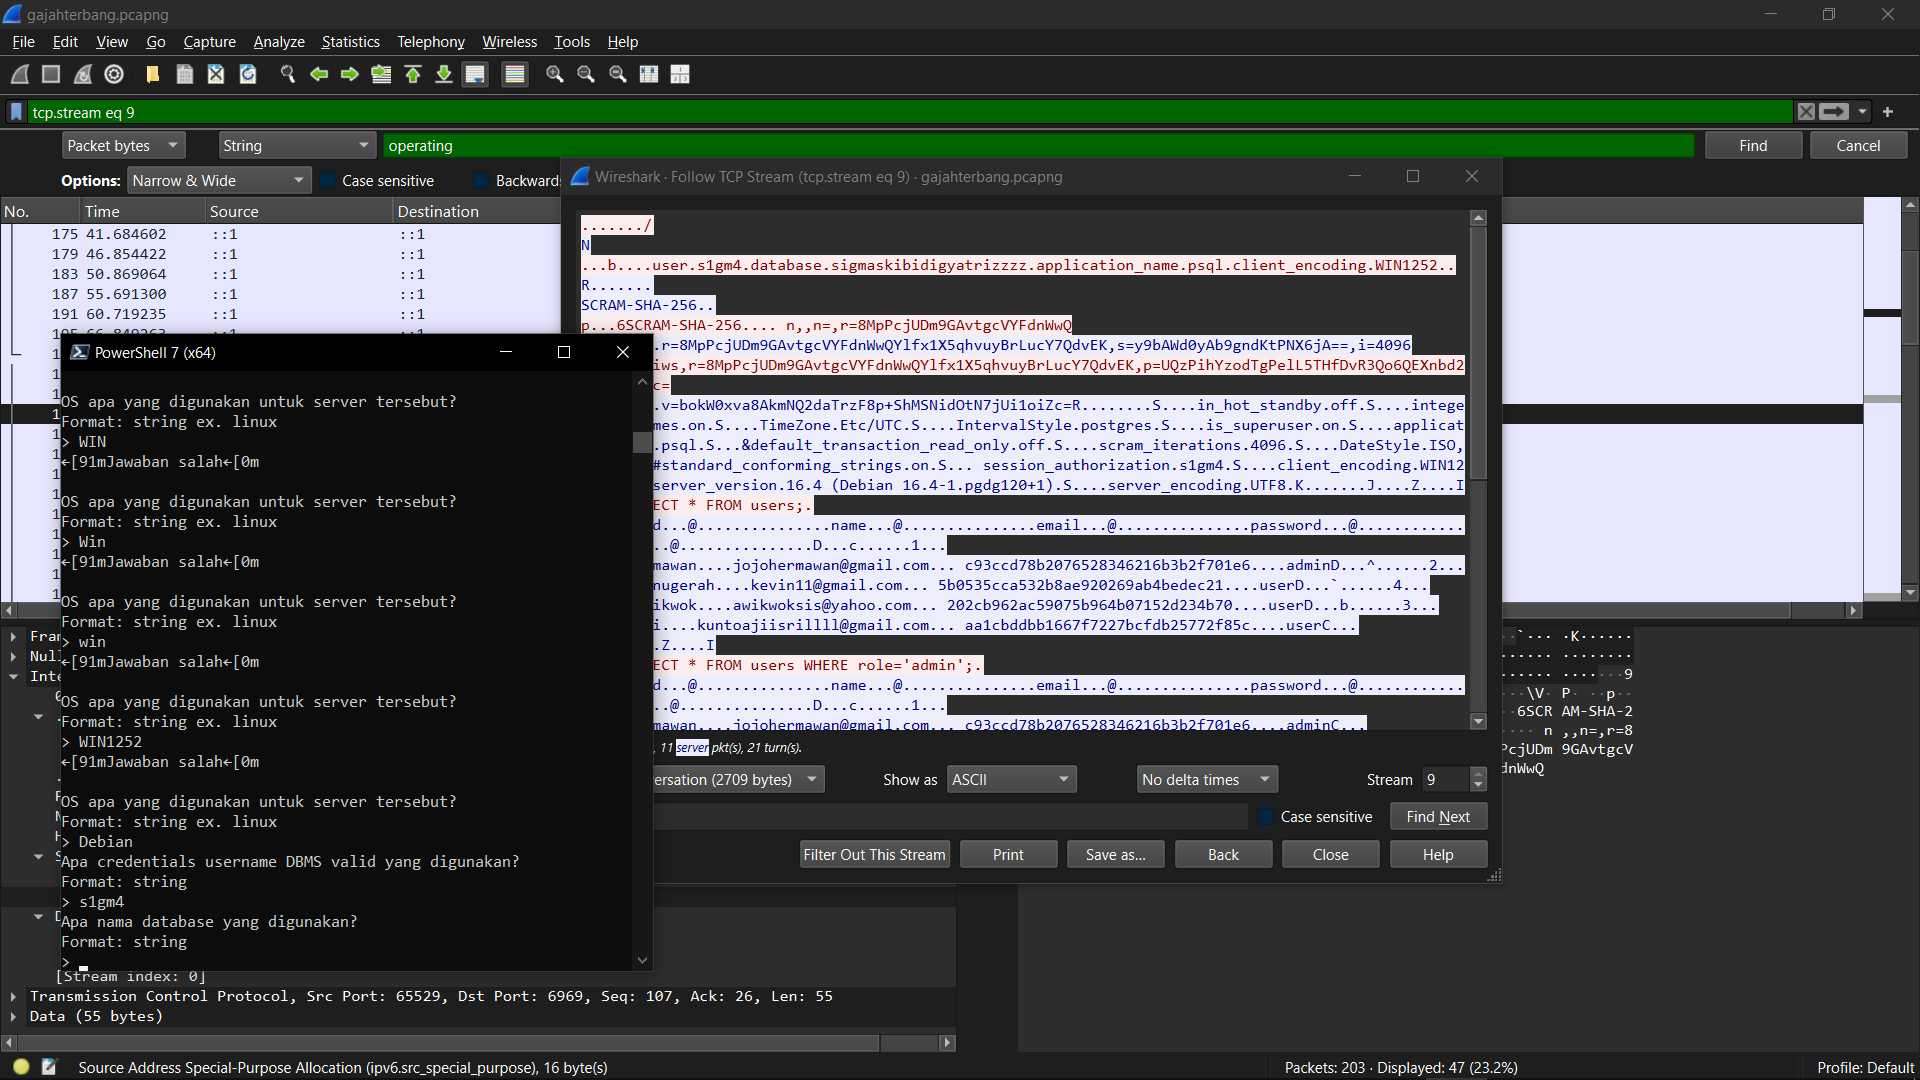 gajahterbang.pcapng
File Edit View Go Capture Analyze Statistics Telephony Wireless Tools Help
tcp.stream eq 9
Packet bytes String operating Find Cancel
Options: Narrow & Wide Case sensitive Backwards
No. Time Source Destination
175 41.684602 ::1 ::1
179 46.854422 ::1 ::1
183 50.869064 ::1 ::1
187 55.691300 ::1 ::1
191 60.719235 ::1 ::1
Wireshark · Follow TCP Stream (tcp.stream eq 9) · gajahterbang.pcapng
......./
N
...b....user.s1gm4.database.sigmaskibidigyatrizzzz.application_name.psql.client_encoding.WIN1252..
R.......
SCRAM-SHA-256..
p...6SCRAM-SHA-256.... n,,n=,r=8MpPcjUDm9GAvtgcVYFdnWwQ
.r=8MpPcjUDm9GAvtgcVYFdnWwQYlfx1X5qhvuyBrLucY7QdvEK,s=y9bAWd0yAb9gndKtPNX6jA==,i=4096
iws,r=8MpPcjUDm9GAvtgcVYFdnWwQYlfx1X5qhvuyBrLucY7QdvEK,p=UQzPihYzodTgPelL5THfDvR3Qo6QEXnbd2
c=
.v=bokW0xva8AkmNQ2daTrzF8p+ShMSNidOtN7jUi1oiZc=R........S....in_hot_standby.off.S....intege
mes.on.S....TimeZone.Etc/UTC.S....IntervalStyle.postgres.S....is_superuser.on.S....applicat
.psql.S...&default_transaction_read_only.off.S....scram_iterations.4096.S....DateStyle.ISO,
#standard_conforming_strings.on.S... session_authorization.s1gm4.S....client_encoding.WIN12
server_version.16.4 (Debian 16.4-1.pgdg120+1).S....server_encoding.UTF8.K.......J....Z....I
ECT * FROM users;.
d...@...............name...@...............email...@...............password...@............
..@...............D...c......1...
mawan....jojohermawan@gmail.com... c93ccd78b2076528346216b3b2f701e6....adminD...^......2...
nugerah....kevin11@gmail.com... 5b0535cca532b8ae920269ab4bedec21....userD...`......4...
ikwok....awikwoksis@yahoo.com... 202cb962ac59075b964b07152d234b70....userD...b......3...
i....kuntoajiisrillll@gmail.com... aa1cbddbb1667f7227bcfdb25772f85c....userC...
.Z....I
ECT * FROM users WHERE role='admin';.
d...@...............name...@...............email...@...............password...@............
..@...............D...c......1...
mawan....jojohermawan@gmail.com... c93ccd78b2076528346216b3b2f701e6....adminC...
, 11 server pkt(s), 21 turn(s).
ersation (2709 bytes) Show as ASCII No delta times Stream 9
Case sensitive Find Next
Filter Out This Stream Print Save as... Back Close Help
PowerShell 7 (x64)
OS apa yang digunakan untuk server tersebut?
Format: string ex. linux
> WIN
←[91mJawaban salah←[0m
OS apa yang digunakan untuk server tersebut?
Format: string ex. linux
> Win
←[91mJawaban salah←[0m
OS apa yang digunakan untuk server tersebut?
Format: string ex. linux
> win
←[91mJawaban salah←[0m
OS apa yang digunakan untuk server tersebut?
Format: string ex. linux
> WIN1252
←[91mJawaban salah←[0m
OS apa yang digunakan untuk server tersebut?
Format: string ex. linux
> Debian
Apa credentials username DBMS valid yang digunakan?
Format: string
> s1gm4
Apa nama database yang digunakan?
Format: string
>
Fra
Nul
Inte
[Stream index: 0]
Transmission Control Protocol, Src Port: 65529, Dst Port: 6969, Seq: 107, Ack: 26, Len: 55
Data (55 bytes)
·`··· ·K······
········ ········
······ ····· ···9
···\V· P· ··p··
··6SCR AM-SHA-2
···· n ,,n=,r=8
PcjUDm 9GAvtgcV
dnWwQ
Source Address Special-Purpose Allocation (ipv6.src_special_purpose), 16 byte(s)
Packets: 203 · Displayed: 47 (23.2%)
Profile: Default